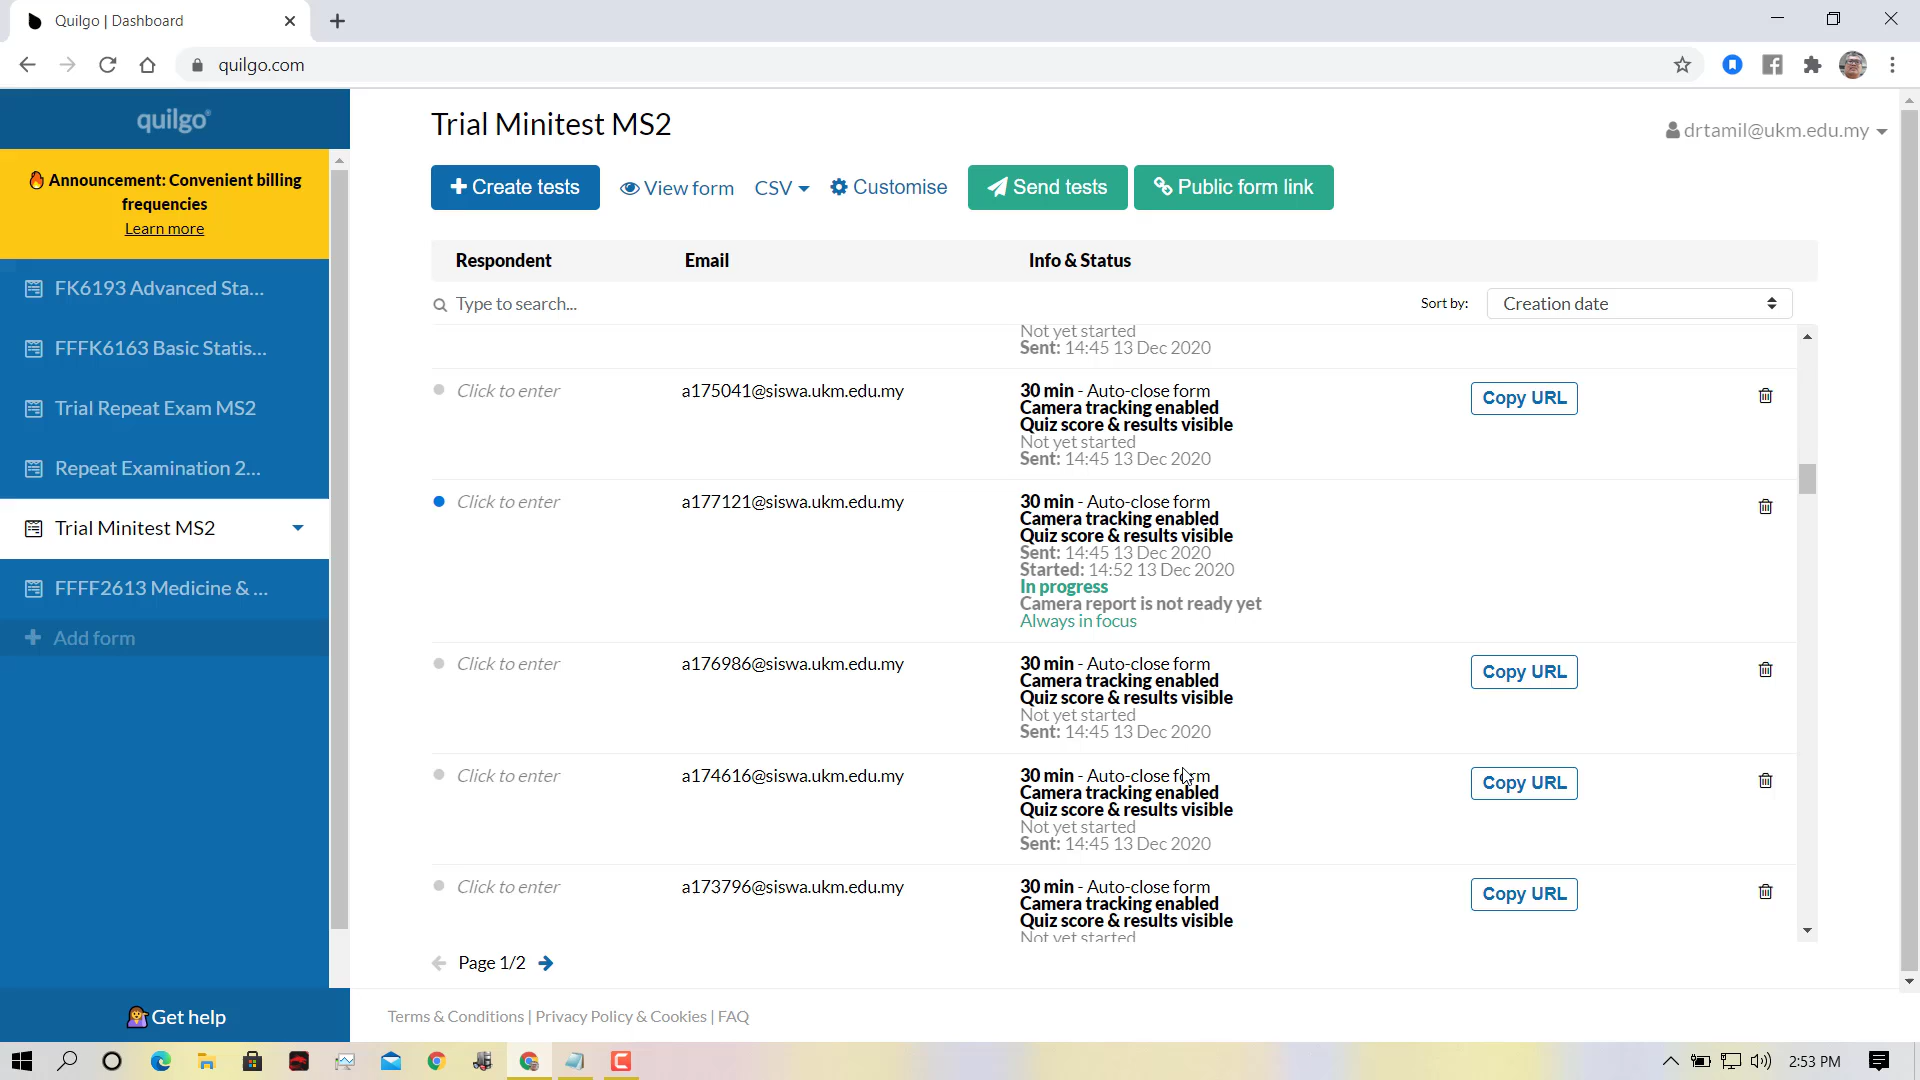 Quilgo | Dashboard
quilgo.com
quilgo®
Announcement: Convenient billing
frequencies
Learn more
FK6193 Advanced Sta...
FFFK6163 Basic Statis...
Trial Repeat Exam MS2
Repeat Examination 2...
Trial Minitest MS2
FFFF2613 Medicine & ...
+ Add form
Get help
Trial Minitest MS2
drtamil@ukm.edu.my
+ Create tests
View form
CSV
Customise
Send tests
Public form link
Respondent
Email
Info & Status
Type to search...
Sort by:
Creation date
Not yet started
Sent: 14:45 13 Dec 2020
Click to enter
a175041@siswa.ukm.edu.my
30 min - Auto-close form
Camera tracking enabled
Quiz score & results visible
Not yet started
Sent: 14:45 13 Dec 2020
Copy URL
Click to enter
a177121@siswa.ukm.edu.my
30 min - Auto-close form
Camera tracking enabled
Quiz score & results visible
Sent: 14:45 13 Dec 2020
Started: 14:52 13 Dec 2020
In progress
Camera report is not ready yet
Always in focus
Click to enter
a176986@siswa.ukm.edu.my
30 min - Auto-close form
Camera tracking enabled
Quiz score & results visible
Not yet started
Sent: 14:45 13 Dec 2020
Copy URL
Click to enter
a174616@siswa.ukm.edu.my
30 min - Auto-close form
Camera tracking enabled
Quiz score & results visible
Not yet started
Sent: 14:45 13 Dec 2020
Copy URL
Click to enter
a173796@siswa.ukm.edu.my
30 min - Auto-close form
Camera tracking enabled
Quiz score & results visible
Not yet started
Copy URL
Page 1/2
Terms & Conditions | Privacy Policy & Cookies | FAQ
2:53 PM